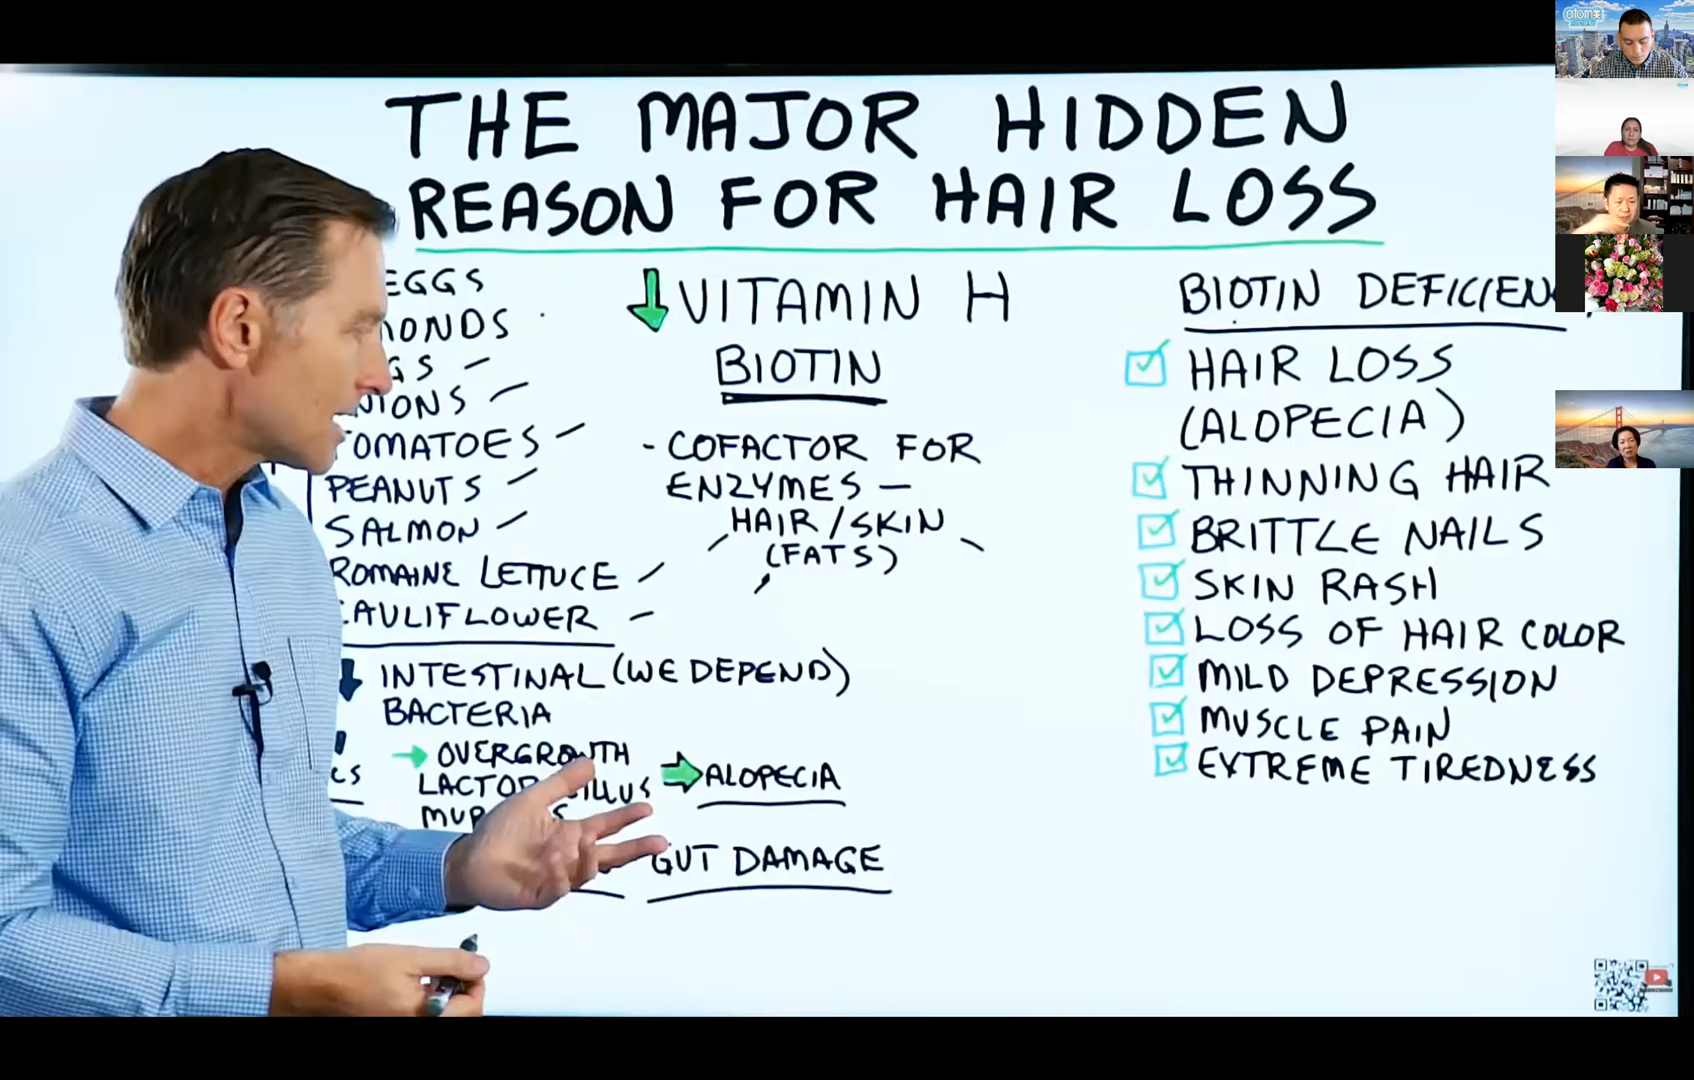 THE MAJOR HIDDEN
REASON FOR HAIR LOSS
EGGS
TOMATOES
PEANUTS
SALMON
ROMAINE LETTUCE
INTESTINAL (WE DEPEND)
BACTERIA
OVERGROWTH
ALOPECIA
GUT DAMAGE
VITAMIN H
BIOTIN
- COFACTOR FOR
ENZYMES -
HAIR / SKIN
(FATS)
BIOTIN
HAIR LOSS
(ALOPECIA)
THINNING HAIR
BRITTLE NAILS
SKIN RASH
LOSS OF HAIR COLOR
MILD DEPRESSION
MUSCLE PAIN
EXTREME TIREDNESS